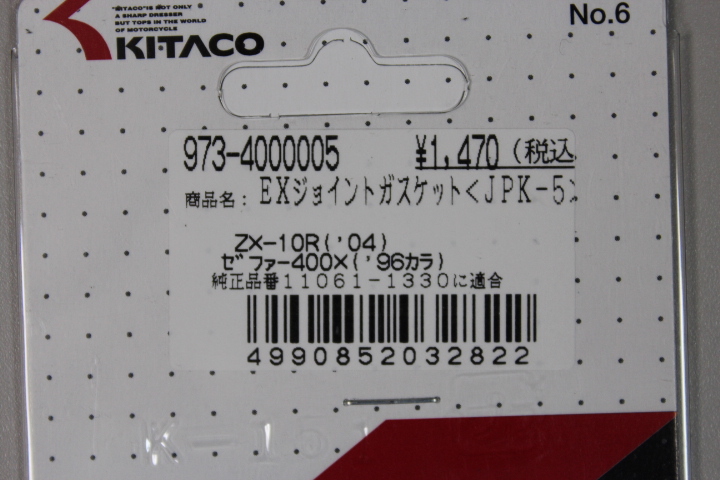 "KITACO"IS NOT ONLY
A SHARP DRESSER
BUT TOPS IN THE WORLD
OF MOTORCYCLE
KITACO
No.6
973-4000005 ¥1,470(税込
商品名: EXジョイントガスケット<JPK-5>
ZX-10R('04)
ゼファー400X('96カラ)
純正品番11061-1330に適合
4990852032822